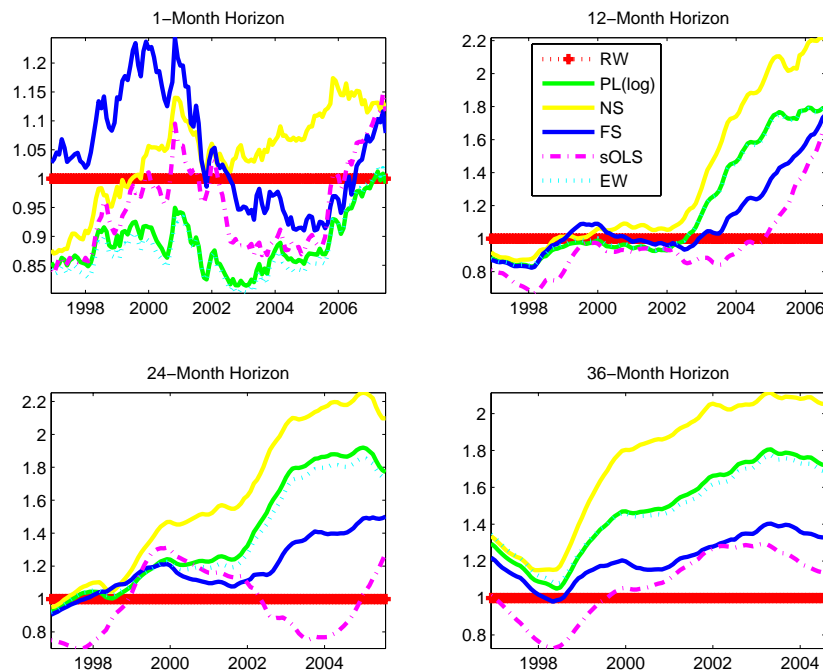 1−Month Horizon
1.2
1.15
1.1
1.05
1
0.95
0.9
0.85
1998 2000 2002 2004 2006
12−Month Horizon
2.2
2
1.8
1.6
1.4
1.2
1
0.8
1998 2000 2002 2004 2006
RW
PL(log)
NS
FS
sOLS
EW
24−Month Horizon
2.2
2
1.8
1.6
1.4
1.2
1
0.8
1998 2000 2002 2004
36−Month Horizon
2
1.8
1.6
1.4
1.2
1
0.8
1998 2000 2002 2004